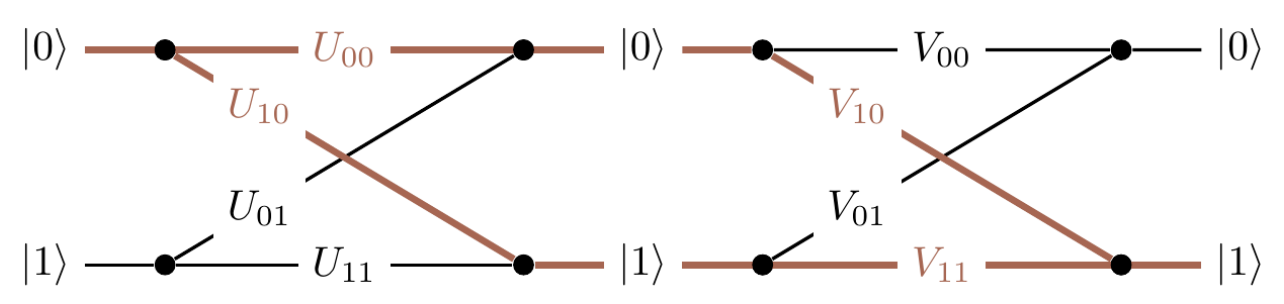 |0⟩ U₀₀ |0⟩ V₀₀ |0⟩
U₁₀ V₁₀
U₀₁ V₀₁
|1⟩ U₁₁ |1⟩ V₁₁ |1⟩